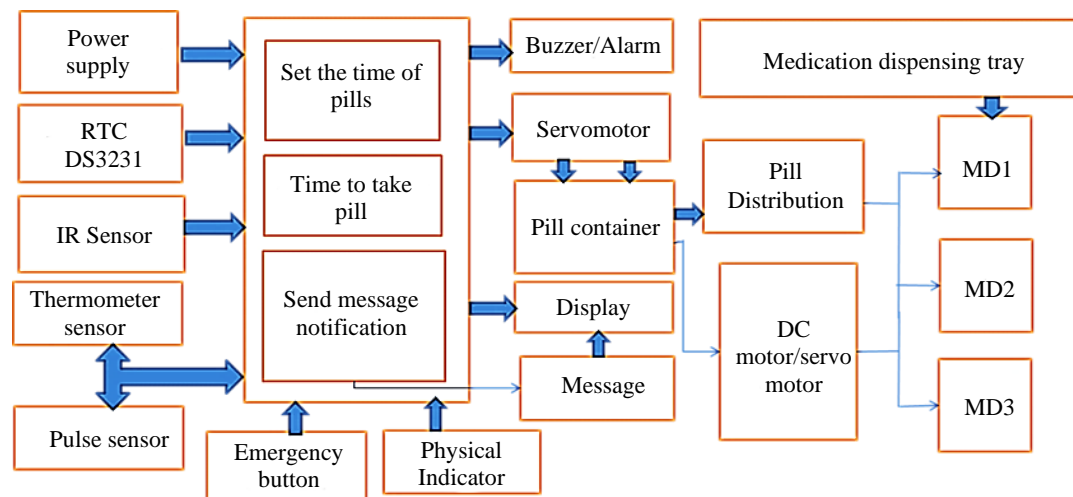 Power
supply
RTC
DS3231
IR Sensor
Thermometer
sensor
Pulse sensor
Set the time of
pills
Time to take
pill
Send message
notification
Emergency
button
Physical
Indicator
Buzzer/Alarm
Servomotor
Pill container
Display
Message
Pill
Distribution
DC
motor/servo
motor
Medication dispensing tray
MD1
MD2
MD3